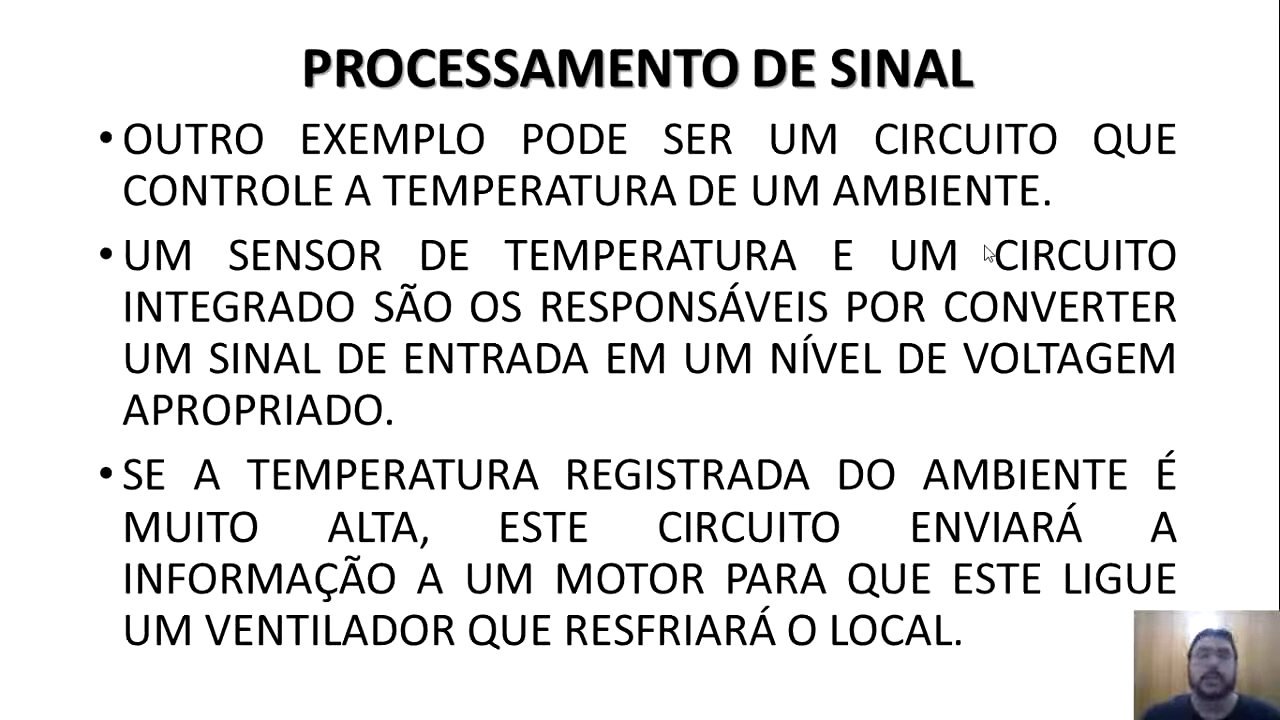 PROCESSAMENTO DE SINAL
• OUTRO EXEMPLO PODE SER UM CIRCUITO QUE
CONTROLE A TEMPERATURA DE UM AMBIENTE.
• UM SENSOR DE TEMPERATURA E UM CIRCUITO
INTEGRADO SÃO OS RESPONSÁVEIS POR CONVERTER
UM SINAL DE ENTRADA EM UM NÍVEL DE VOLTAGEM
APROPRIADO.
• SE A TEMPERATURA REGISTRADA DO AMBIENTE É
MUITO ALTA, ESTE CIRCUITO ENVIARÁ A
INFORMAÇÃO A UM MOTOR PARA QUE ESTE LIGUE
UM VENTILADOR QUE RESFRIARÁ O LOCAL.